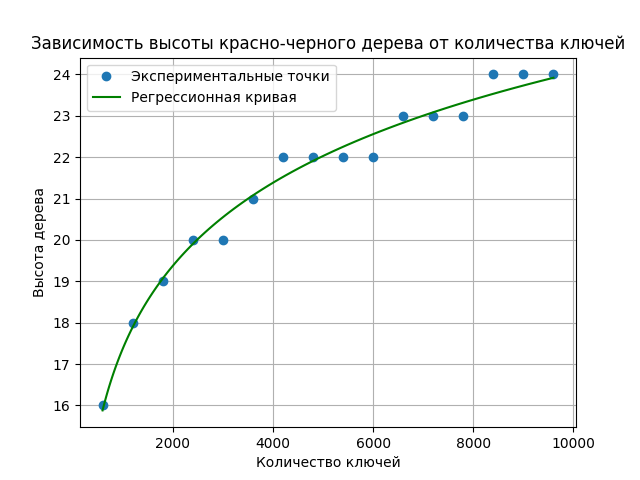 Зависимость высоты красно-черного дерева от количества ключей
Экспериментальные точки
Регрессионная кривая
24
23
22
21
20
19
18
17
16
Высота дерева
2000 4000 6000 8000 10000
Количество ключей